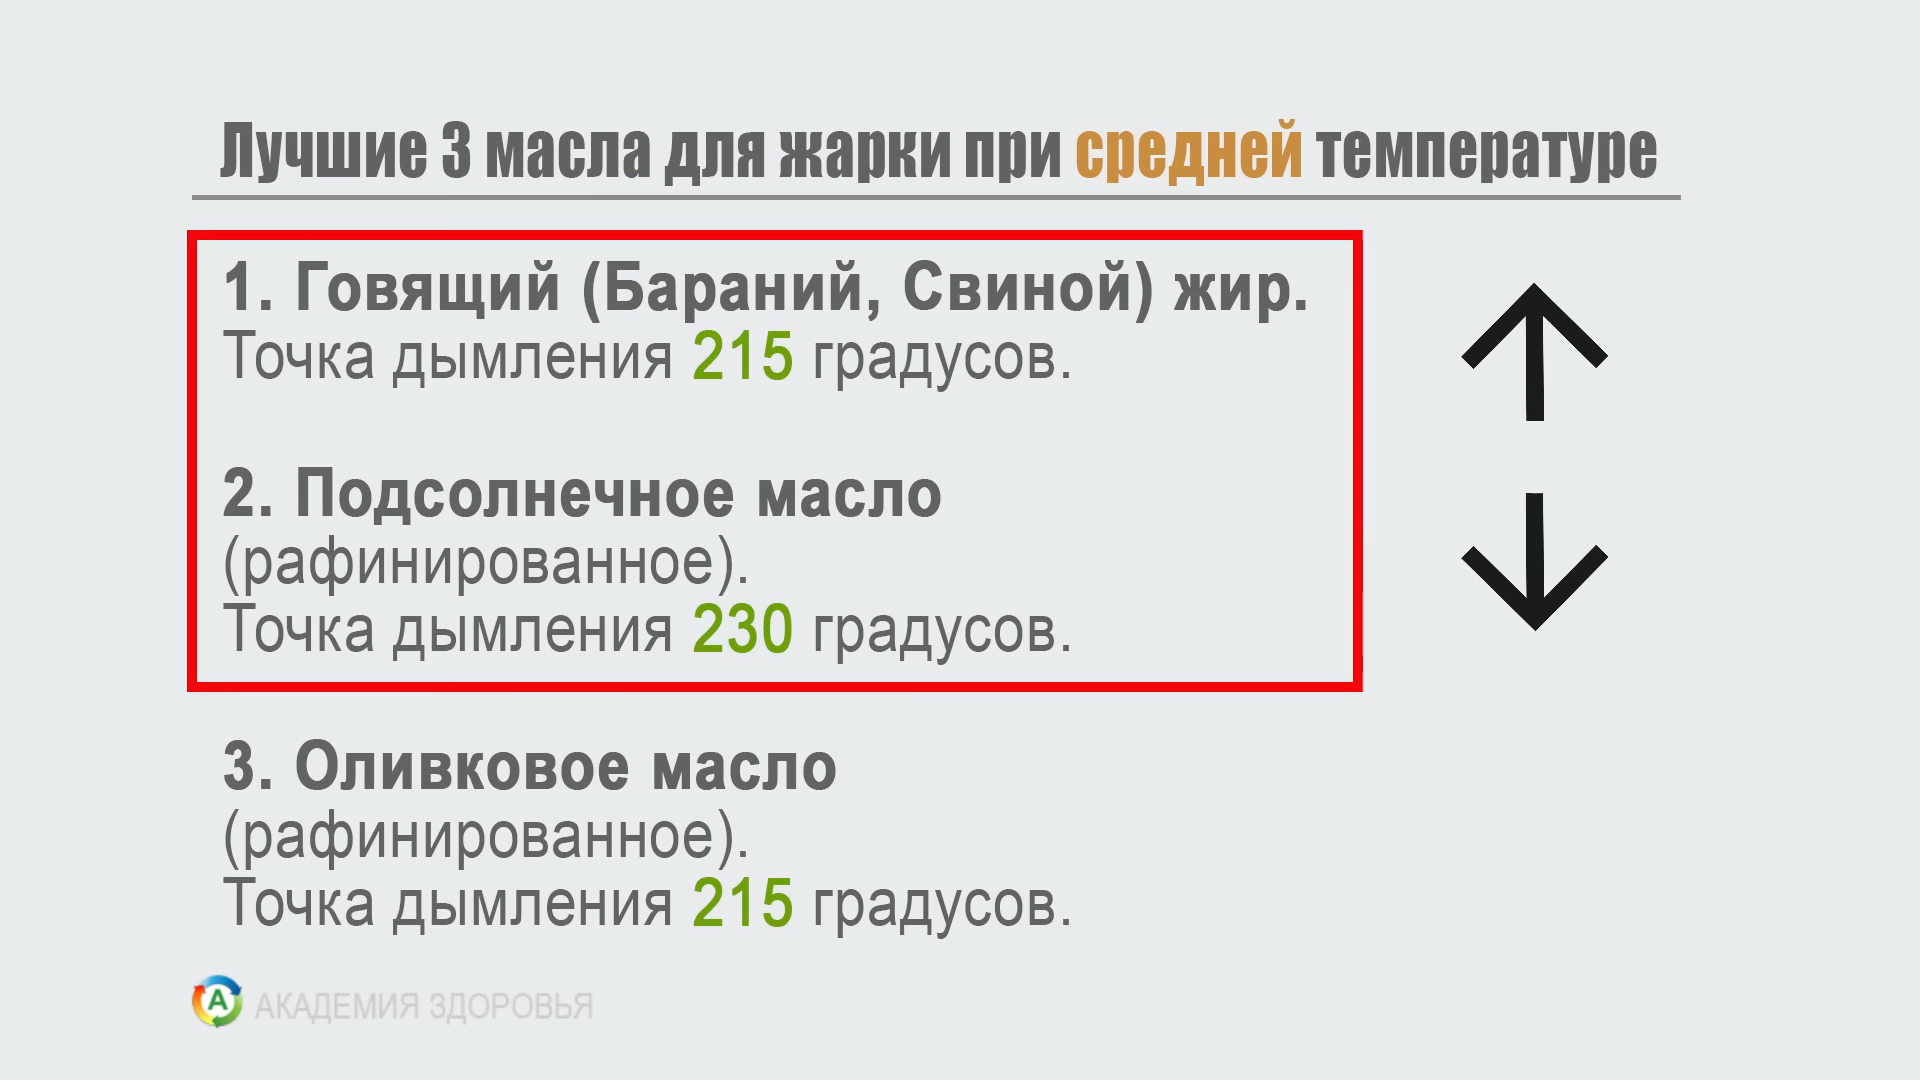 Лучшие 3 масла для жарки при средней температуре
1. Говящий (Бараний, Свиной) жир.
Точка дымления 215 градусов.
2. Подсолнечное масло
(рафинированное).
Точка дымления 230 градусов.
3. Оливковое масло
(рафинированное).
Точка дымления 215 градусов.
А АКАДЕМИЯ ЗДОРОВЬЯ